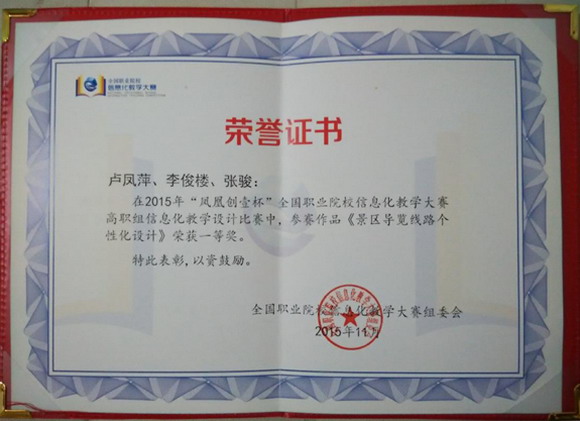 全国职业院校
信息化教学大赛
荣誉证书
卢凤萍、李俊楼、张骏：
在2015年“凤凰创壹杯”全国职业院校信息化教学大赛
高职组信息化教学设计比赛中，参赛作品《景区导览线路个
性化设计》荣获一等奖。
特此表彰，以资鼓励。
全国职业院校信息化教学大赛组委会
2015年11月